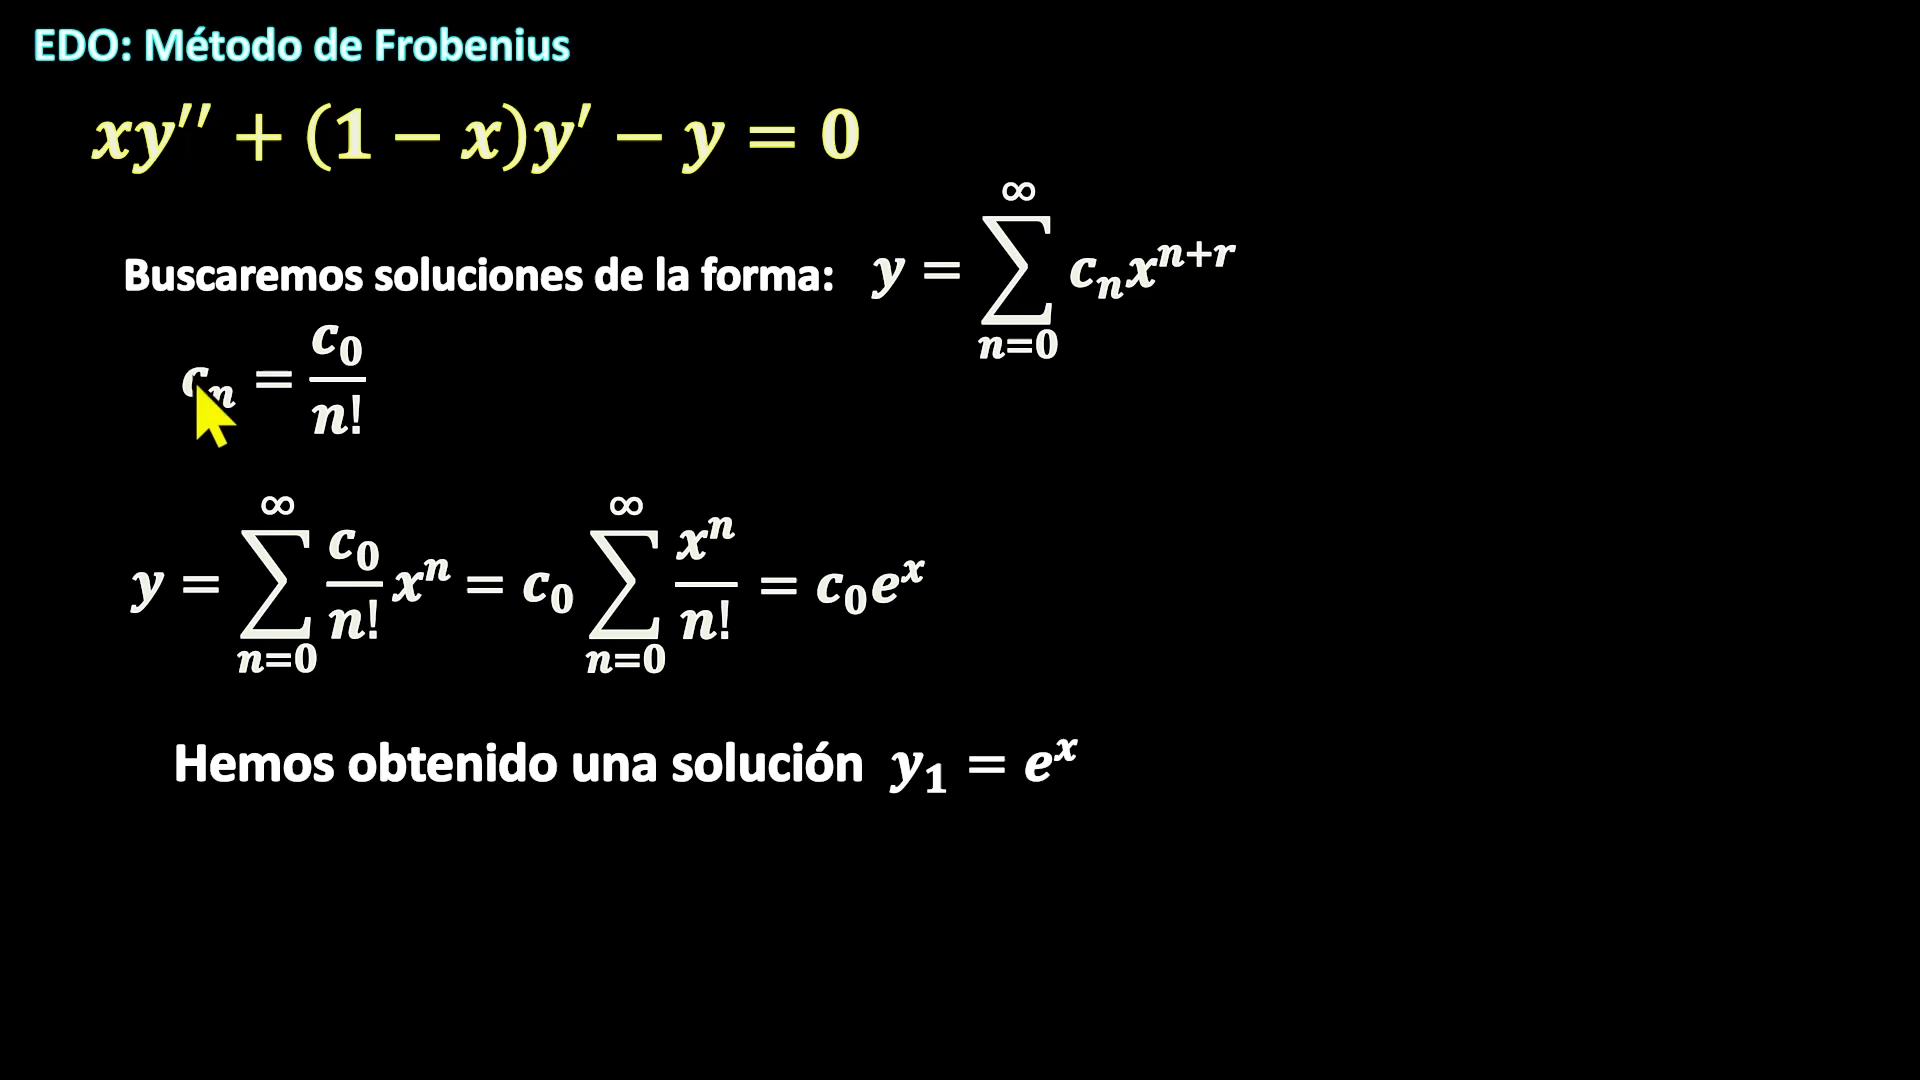 EDO: Método de Frobenius
xy′′ + (1 − x)y′ − y = 0
Buscaremos soluciones de la forma: y = ∑_{n=0}^{∞} c_n x^{n+r}
c_n = c_0/n!
y = ∑_{n=0}^{∞} c_0/n! x^n = c_0 ∑_{n=0}^{∞} x^n/n! = c_0 e^x
Hemos obtenido una solución y_1 = e^x